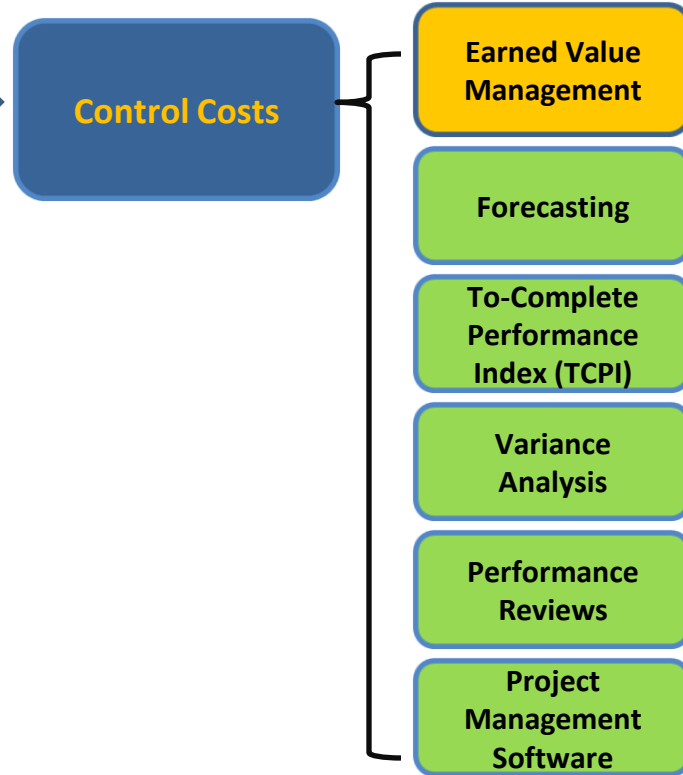 Control Costs
Earned Value
Management
Forecasting
To-Complete
Performance
Index (TCPI)
Variance
Analysis
Performance
Reviews
Project
Management
Software